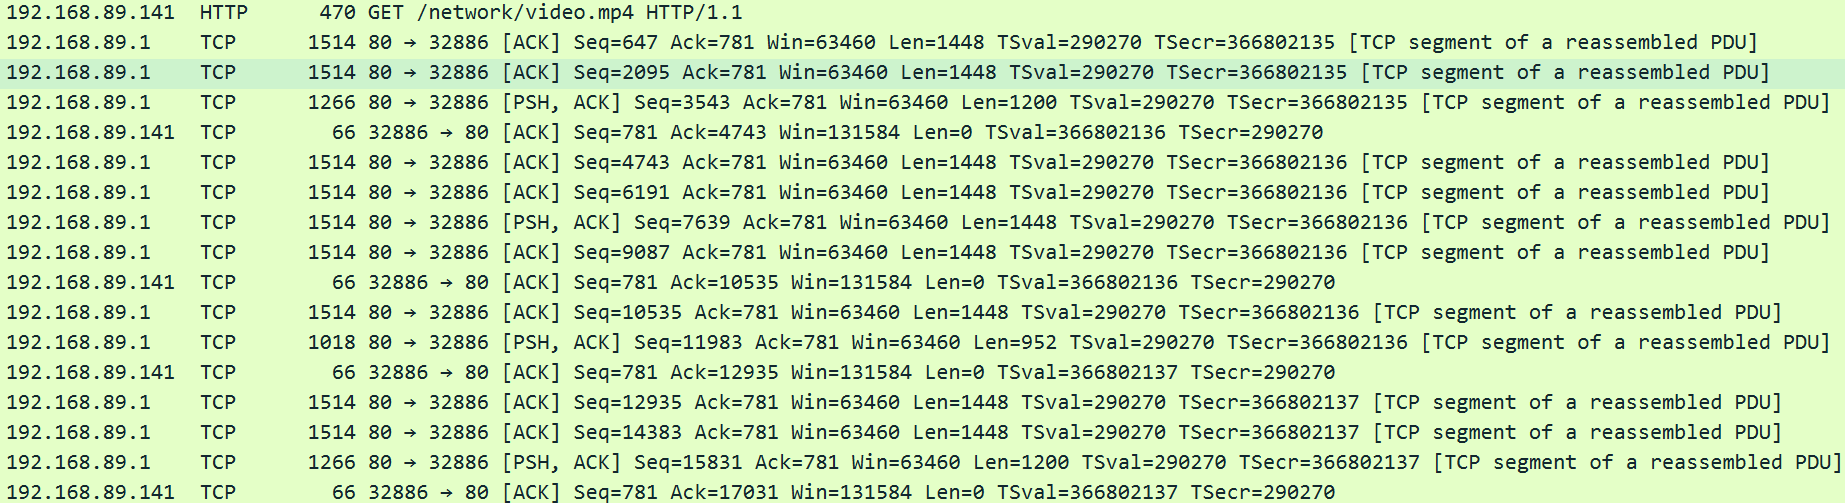 192.168.89.141 HTTP 470 GET /network/video.mp4 HTTP/1.1
192.168.89.1 TCP 1514 80 → 32886 [ACK] Seq=647 Ack=781 Win=63460 Len=1448 TSval=290270 TSecr=366802135 [TCP segment of a reassembled PDU]
192.168.89.1 TCP 1514 80 → 32886 [ACK] Seq=2095 Ack=781 Win=63460 Len=1448 TSval=290270 TSecr=366802135 [TCP segment of a reassembled PDU]
192.168.89.1 TCP 1266 80 → 32886 [PSH, ACK] Seq=3543 Ack=781 Win=63460 Len=1200 TSval=290270 TSecr=366802135 [TCP segment of a reassembled PDU]
192.168.89.141 TCP 66 32886 → 80 [ACK] Seq=781 Ack=4743 Win=131584 Len=0 TSval=366802136 TSecr=290270
192.168.89.1 TCP 1514 80 → 32886 [ACK] Seq=4743 Ack=781 Win=63460 Len=1448 TSval=290270 TSecr=366802136 [TCP segment of a reassembled PDU]
192.168.89.1 TCP 1514 80 → 32886 [ACK] Seq=6191 Ack=781 Win=63460 Len=1448 TSval=290270 TSecr=366802136 [TCP segment of a reassembled PDU]
192.168.89.1 TCP 1514 80 → 32886 [PSH, ACK] Seq=7639 Ack=781 Win=63460 Len=1448 TSval=290270 TSecr=366802136 [TCP segment of a reassembled PDU]
192.168.89.1 TCP 1514 80 → 32886 [ACK] Seq=9087 Ack=781 Win=63460 Len=1448 TSval=290270 TSecr=366802136 [TCP segment of a reassembled PDU]
192.168.89.141 TCP 66 32886 → 80 [ACK] Seq=781 Ack=10535 Win=131584 Len=0 TSval=366802136 TSecr=290270
192.168.89.1 TCP 1514 80 → 32886 [ACK] Seq=10535 Ack=781 Win=63460 Len=1448 TSval=290270 TSecr=366802136 [TCP segment of a reassembled PDU]
192.168.89.1 TCP 1018 80 → 32886 [PSH, ACK] Seq=11983 Ack=781 Win=63460 Len=952 TSval=290270 TSecr=366802136 [TCP segment of a reassembled PDU]
192.168.89.141 TCP 66 32886 → 80 [ACK] Seq=781 Ack=12935 Win=131584 Len=0 TSval=366802137 TSecr=290270
192.168.89.1 TCP 1514 80 → 32886 [ACK] Seq=12935 Ack=781 Win=63460 Len=1448 TSval=290270 TSecr=366802137 [TCP segment of a reassembled PDU]
192.168.89.1 TCP 1514 80 → 32886 [ACK] Seq=14383 Ack=781 Win=63460 Len=1448 TSval=290270 TSecr=366802137 [TCP segment of a reassembled PDU]
192.168.89.1 TCP 1266 80 → 32886 [PSH, ACK] Seq=15831 Ack=781 Win=63460 Len=1200 TSval=290270 TSecr=366802137 [TCP segment of a reassembled PDU]
192.168.89.141 TCP 66 32886 → 80 [ACK] Seq=781 Ack=17031 Win=131584 Len=0 TSval=366802137 TSecr=290270